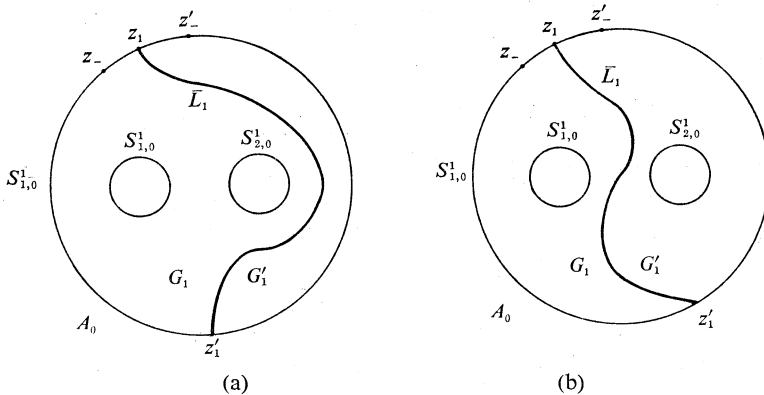 z₁ z′₋
z₋
L̄₁
S¹₁,₀ S¹₂,₀
S¹₁,₀
G₁ G′₁
A₀
z′₁
(a)
z₁ z′₋
z₋
L̄₁
S¹₁,₀ S¹₂,₀
S¹₁,₀
G₁ G′₁
A₀
z′₁
(b)